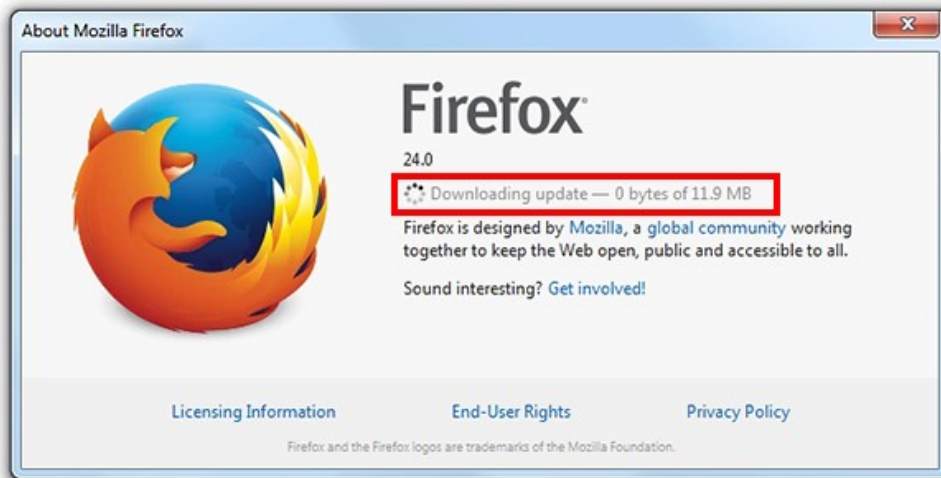 About Mozilla Firefox
Firefox
24.0
Downloading update — 0 bytes of 11.9 MB
Firefox is designed by Mozilla, a global community working
together to keep the Web open, public and accessible to all.
Sound interesting? Get involved!
Licensing Information End-User Rights Privacy Policy
Firefox and the Firefox logos are trademarks of the Mozilla Foundation.